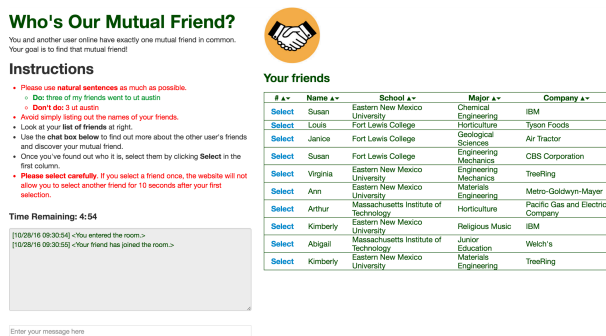 Who's Our Mutual Friend?
You and another user online have exactly one mutual friend in common.
Your goal is to find that mutual friend!
Instructions
Please use natural sentences as much as possible.
Do: three of my friends went to ut austin
Don't do: 3 ut austin
Avoid simply listing out the names of your friends.
Look at your list of friends at right.
Use the chat box below to find out more about the other user's friends
and discover your mutual friend.
Once you've found out who it is, select them by clicking Select in the
first column.
Please select carefully. If you select a friend once, the website will not
allow you to select another friend for 10 seconds after your first
selection.
Time Remaining: 4:54
[10/28/16 09:30:54] <You entered the room.>
[10/28/16 09:30:55] <Your friend has joined the room.>
Enter your message here
Your friends
# ▲▼ Name ▲▼ School ▲▼ Major ▲▼ Company ▲▼
Select Susan Eastern New Mexico University Chemical Engineering IBM
Select Louis Fort Lewis College Horticulture Tyson Foods
Select Janice Fort Lewis College Geological Sciences Air Tractor
Select Susan Fort Lewis College Engineering Mechanics CBS Corporation
Select Virginia Eastern New Mexico University Engineering Mechanics TreeRing
Select Ann Eastern New Mexico University Materials Engineering Metro-Goldwyn-Mayer
Select Arthur Massachusetts Institute of Technology Horticulture Pacific Gas and Electric Company
Select Kimberly Eastern New Mexico University Religious Music IBM
Select Abigail Massachusetts Institute of Technology Junior Education Welch's
Select Kimberly Eastern New Mexico University Materials Engineering TreeRing